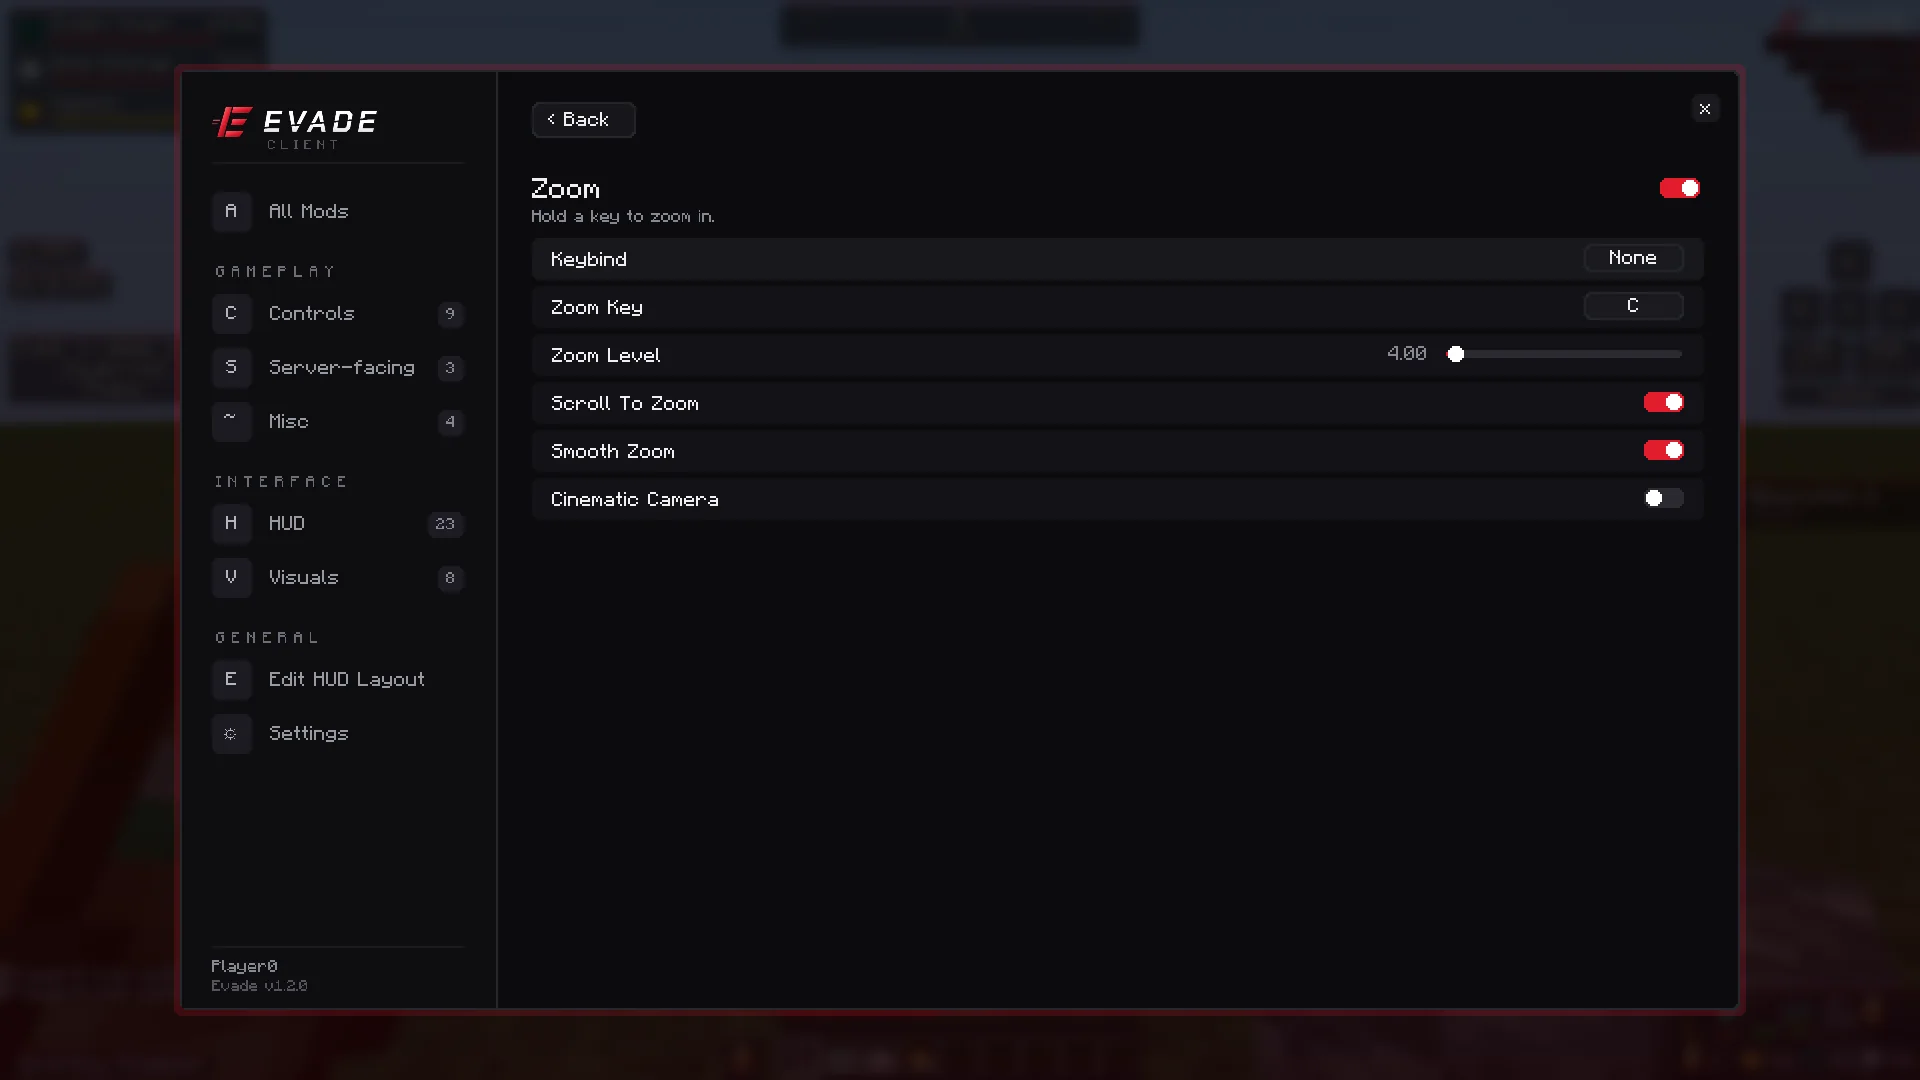 EVADE
CLIENT
A All Mods
GAMEPLAY
C Controls 9
S Server-facing 3
~ Misc 4
INTERFACE
H HUD 23
V Visuals 8
GENERAL
E Edit HUD Layout
Settings
Player0
Evade v1.2.0
< Back
×
Zoom
Hold a key to zoom in.
Keybind None
Zoom Key C
Zoom Level 4.00
Scroll To Zoom
Smooth Zoom
Cinematic Camera